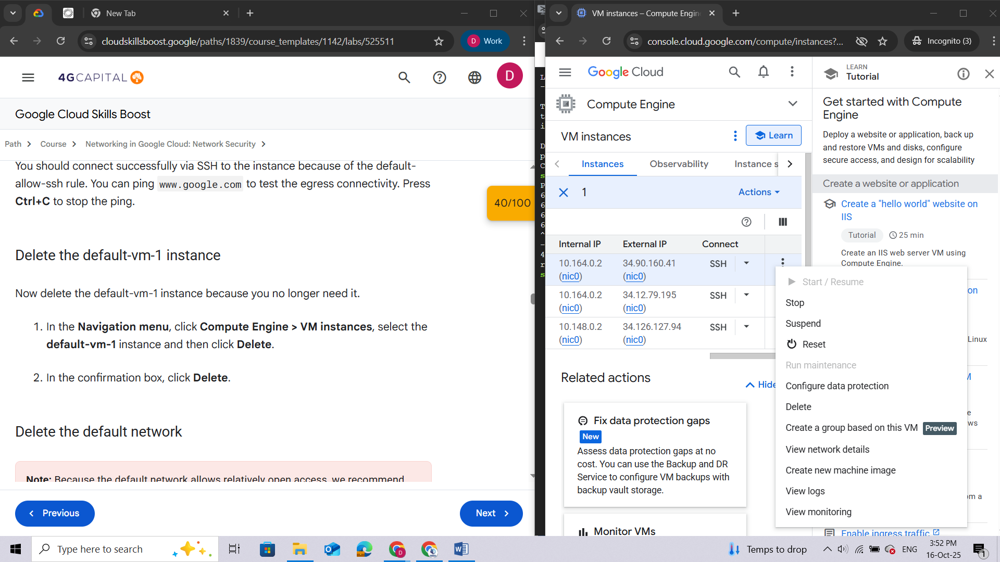 New Tab
VM instances – Compute Engin
cloudskillsboost.google/paths/1839/course_templates/1142/labs/525511
D
Work
console.cloud.google.com/compute/instances?...
Incognito (3)
4GCAPITAL
D
Google Cloud Skills Boost
Path
Course
Networking in Google Cloud: Network Security
You should connect successfully via SSH to the instance because of the default-
allow-ssh rule. You can ping www.google.com to test the egress connectivity. Press
Ctrl+C to stop the ping.
40/100
Delete the default-vm-1 instance
Now delete the default-vm-1 instance because you no longer need it.
1. In the Navigation menu, click Compute Engine > VM instances, select the
default-vm-1 instance and then click Delete.
2. In the confirmation box, click Delete.
Delete the default network
Note: Because the default network allows relatively open access, we recommend
Previous
Next
Google Cloud
Compute Engine
VM instances
Learn
Instances
Observability
Instance s
1
Actions
Internal IP
External IP
Connect
10.164.0.2
(nic0)
34.90.160.41
(nic0)
SSH
10.164.0.2
(nic0)
34.12.79.195
(nic0)
SSH
10.148.0.2
(nic0)
34.126.127.94
(nic0)
SSH
Related actions
Hide
Fix data protection gaps
New
Assess data protection gaps at no
cost. You can use the Backup and DR
Service to configure VM backups with
backup vault storage.
Monitor VMs
LEARN
Tutorial
Get started with Compute
Engine
Deploy a website or application, back up
and restore VMs and disks, configure
secure access, and design for scalability
Create a website or application
Create a "hello world" website on
IIS
Tutorial
25 min
Create an IIS web server VM using
Compute Engine.
on
Linux
M
e
ws
om a
Enable ingress traffic
Start / Resume
Stop
Suspend
Reset
Run maintenance
Configure data protection
Delete
Create a group based on this VM
Preview
View network details
Create new machine image
View logs
View monitoring
Type here to search
Temps to drop
ENG
3:52 PM
16-Oct-25
1